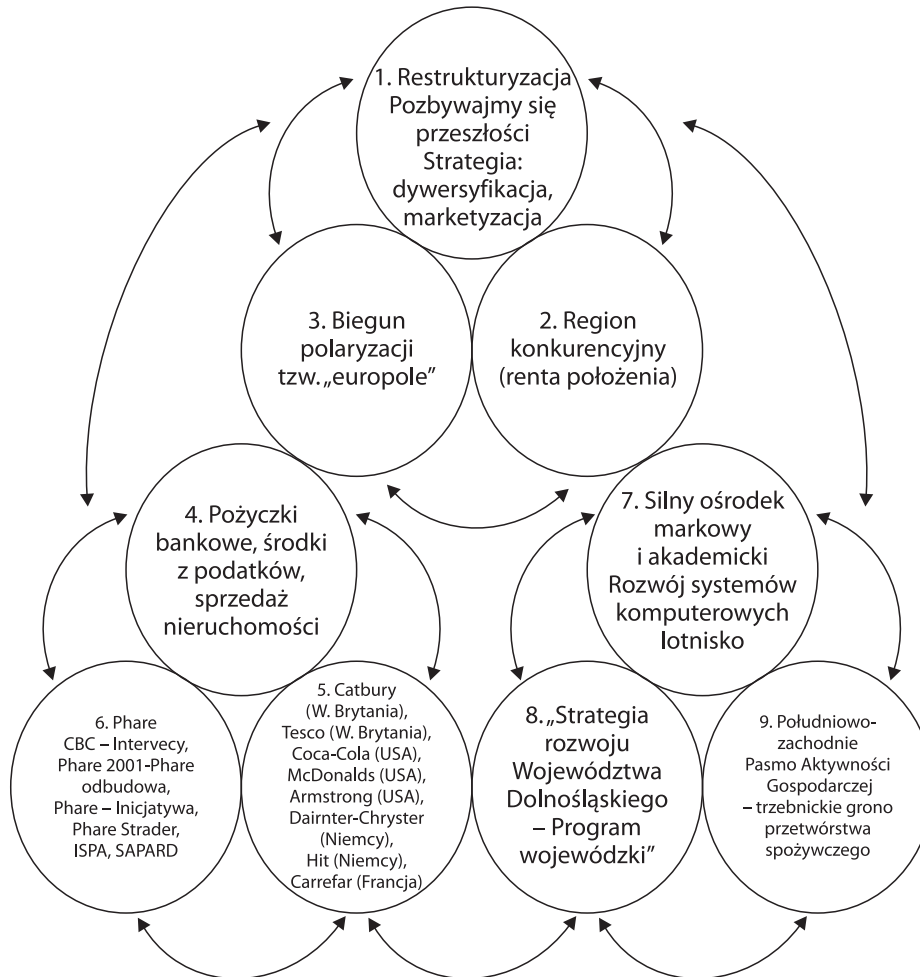 1. Restrukturyzacja
Pozbywajmy się
przeszłości
Strategia:
dywersyfikacja,
marketyzacja
3. Biegun
polaryzacji
tzw. „europole”
2. Region
konkurencyjny
(renta położenia)
4. Pożyczki
bankowe, środki
z podatków,
sprzedaż
nieruchomości
7. Silny ośrodek
markowy
i akademicki
Rozwój systemów
komputerowych
lotnisko
6. Phare
CBC – Intervecy,
Phare 2001-Phare
odbudowa,
Phare – Inicjatywa,
Phare Strader,
ISPA, SAPARD
5. Catbury
(W. Brytania),
Tesco (W. Brytania),
Coca-Cola (USA),
McDonalds (USA),
Armstrong (USA),
Dairnter-Chryster
(Niemcy),
Hit (Niemcy),
Carrefar (Francja)
8. „Strategia
rozwoju
Województwa
Dolnośląskiego
– Program
wojewódzki”
9. Południowo-
zachodnie
Pasmo Aktywności
Gospodarczej
– trzebnickie grono
przetwórstwa
spożywczego